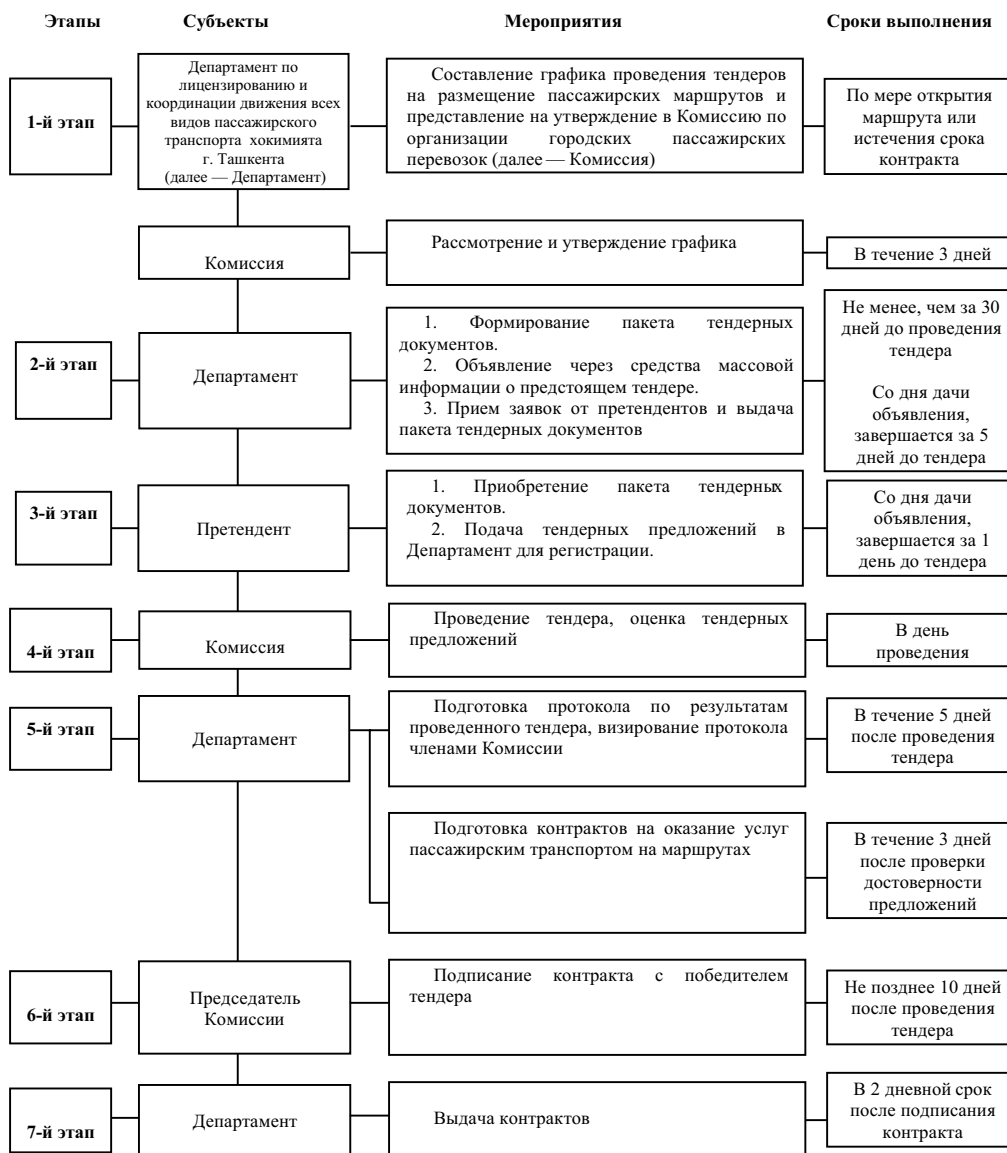 Этапы Субъекты Мероприятия Сроки выполнения
1-й этап
Департамент по
лицензированию и
координации движения всех
видов пассажирского
транспорта хокимията
г. Ташкента
(далее — Департамент)
Составление графика проведения тендеров
на размещение пассажирских маршрутов и
представление на утверждение в Комиссию по
организации городских пассажирских
перевозок (далее — Комиссия)
По мере открытия
маршрута или
истечения срока
контракта
Комиссия
Рассмотрение и утверждение графика
В течение 3 дней
2-й этап
Департамент
1. Формирование пакета тендерных
документов.
2. Объявление через средства массовой
информации о предстоящем тендере.
3. Прием заявок от претендентов и выдача
пакета тендерных документов
Не менее, чем за 30
дней до проведения
тендера
Со дня дачи
объявления,
завершается за 5
дней до тендера
3-й этап
Претендент
1. Приобретение пакета тендерных
документов.
2. Подача тендерных предложений в
Департамент для регистрации.
Со дня дачи
объявления,
завершается за 1
день до тендера
4-й этап
Комиссия
Проведение тендера, оценка тендерных
предложений
В день
проведения
5-й этап
Департамент
Подготовка протокола по результатам
проведенного тендера, визирование протокола
членами Комиссии
В течение 5 дней
после проведения
тендера
Подготовка контрактов на оказание услуг
пассажирским транспортом на маршрутах
В течение 3 дней
после проверки
достоверности
предложений
6-й этап
Председатель
Комиссии
Подписание контракта с победителем
тендера
Не позднее 10 дней
после проведения
тендера
7-й этап
Департамент
Выдача контрактов
В 2 дневной срок
после подписания
контракта